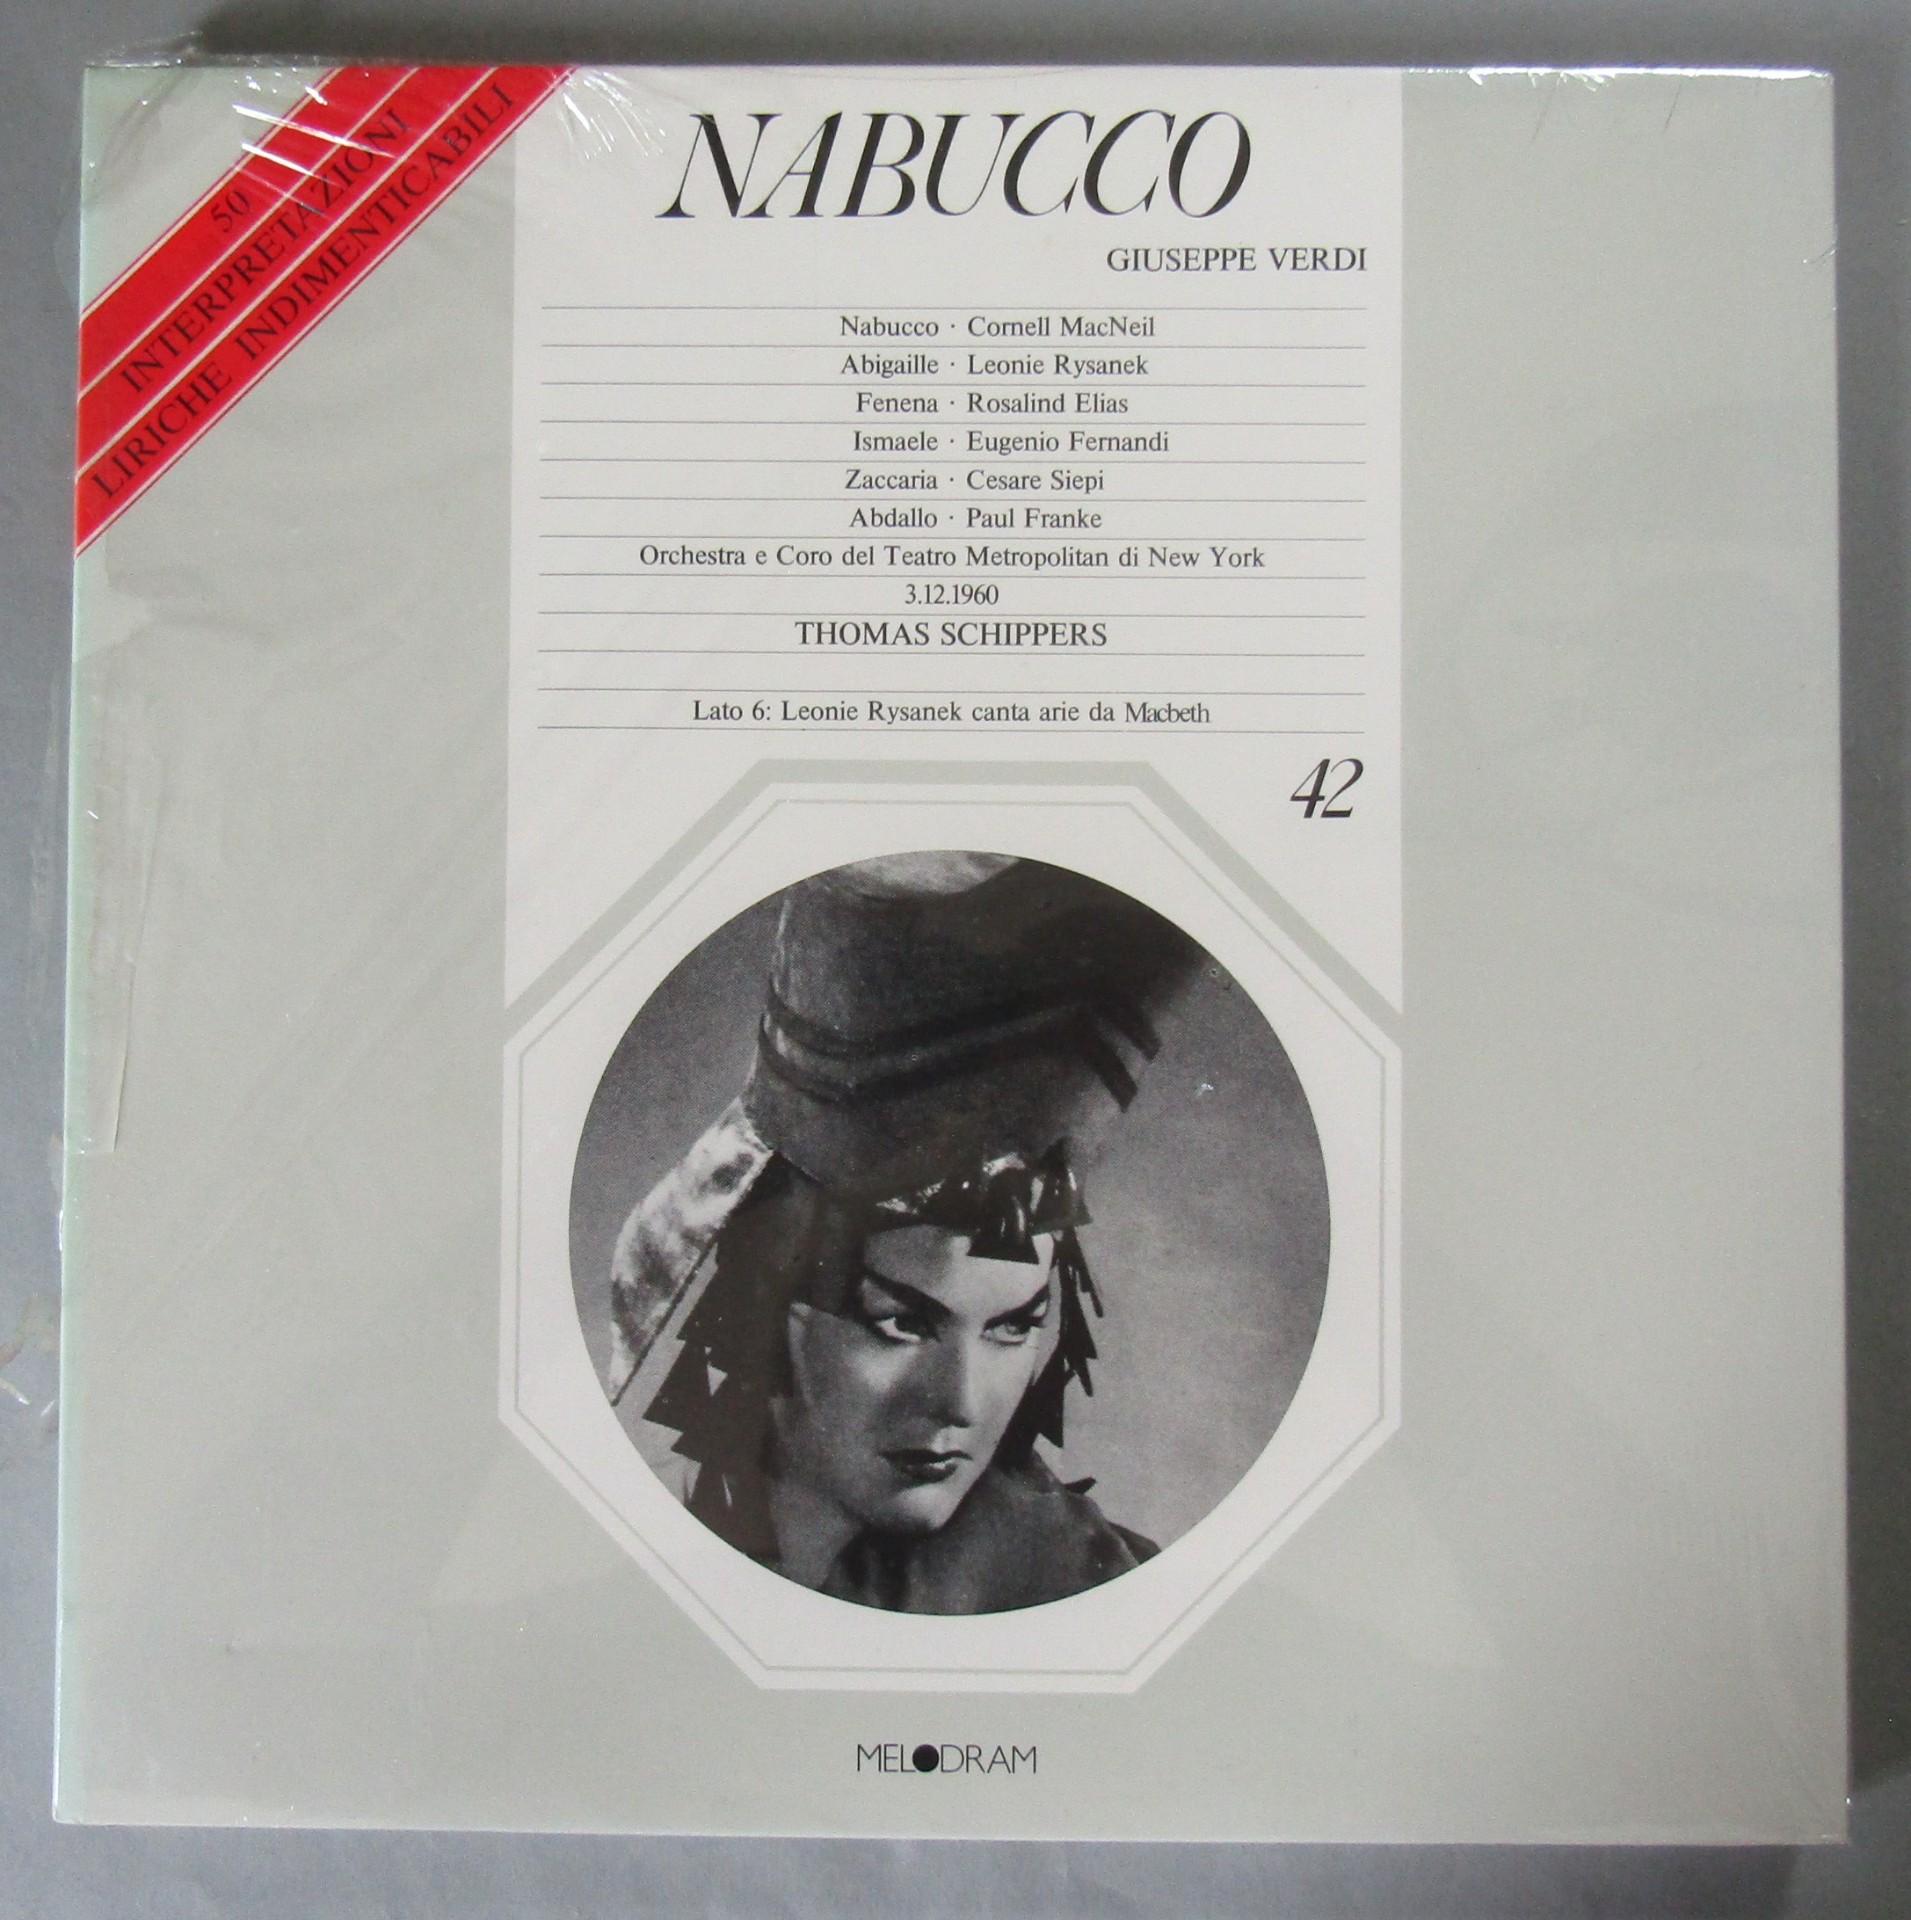 50
INTERPRETAZIONI
LIRICHE INDIMENTICABILI
NABUCCO
GIUSEPPE VERDI
Nabucco · Cornell MacNeil
Abigaille · Leonie Rysanek
Fenena · Rosalind Elias
Ismaele · Eugenio Fernandi
Zaccaria · Cesare Siepi
Abdallo · Paul Franke
Orchestra e Coro del Teatro Metropolitan di New York
3.12.1960
THOMAS SCHIPPERS
Lato 6: Leonie Rysanek canta arie da Macbeth
42
MELODRAM